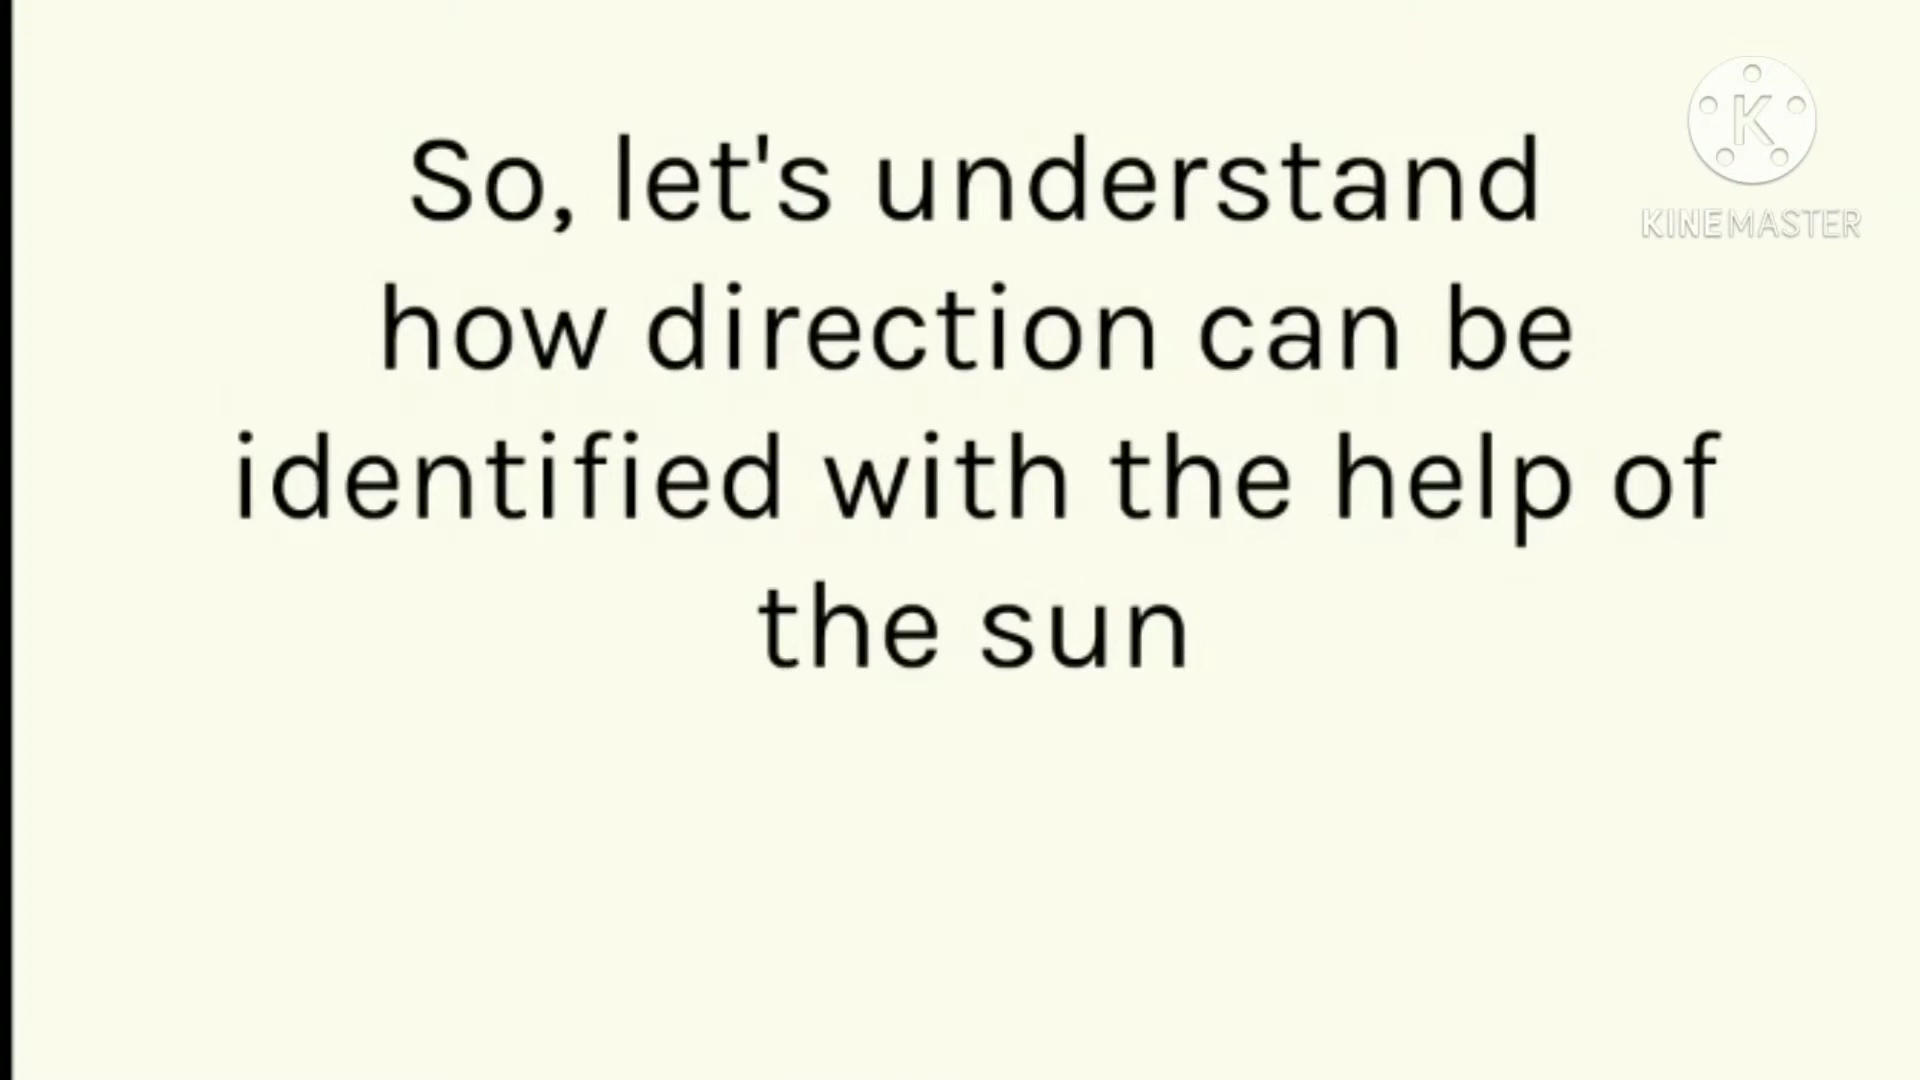 So, let's understand
how direction can be
identified with the help of
the sun
K
KINEMASTER